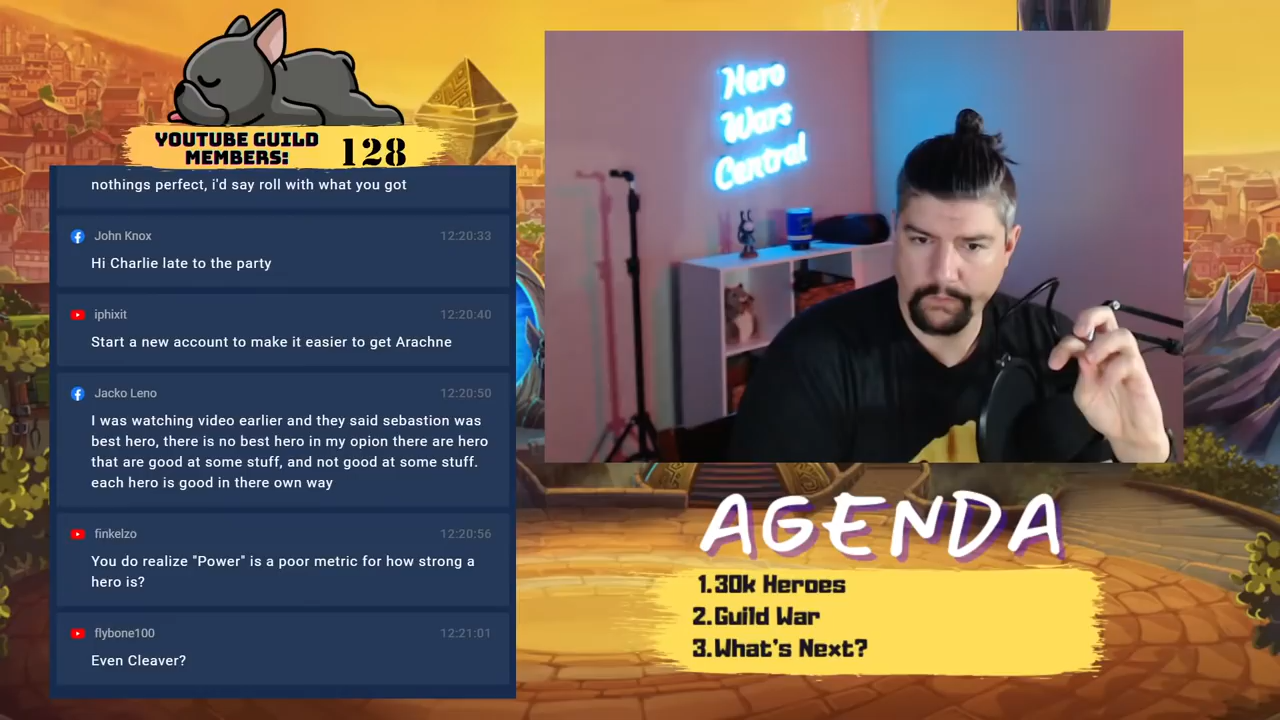 YOUTUBE GUILD
MEMBERS:
128
nothings perfect, i'd say roll with what you got
John Knox
12:20:33
Hi Charlie late to the party
iphixit
12:20:40
Start a new account to make it easier to get Arachne
Jacko Leno
12:20:50
I was watching video earlier and they said sebastion was
best hero, there is no best hero in my opion there are hero
that are good at some stuff, and not good at some stuff.
each hero is good in there own way
finkelzo
12:20:56
You do realize "Power" is a poor metric for how strong a
hero is?
flybone100
12:21:01
Even Cleaver?
Hero
Wars
Central
AGENDA
1.30k Heroes
2.Guild War
3.What's Next?